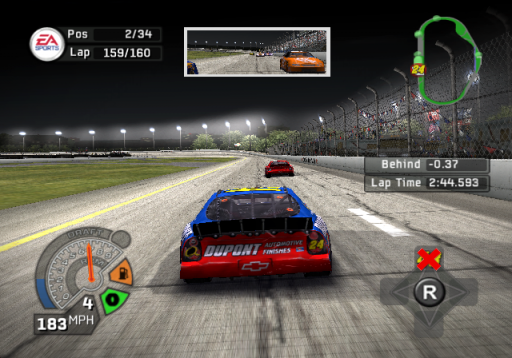 EA
SPORTS
Pos 2/34
Lap 159/160
24
Behind -0.37
Lap Time 2:44.593
DUPONT AUTOMOTIVE FINISHES 24
4
183 MPH
R